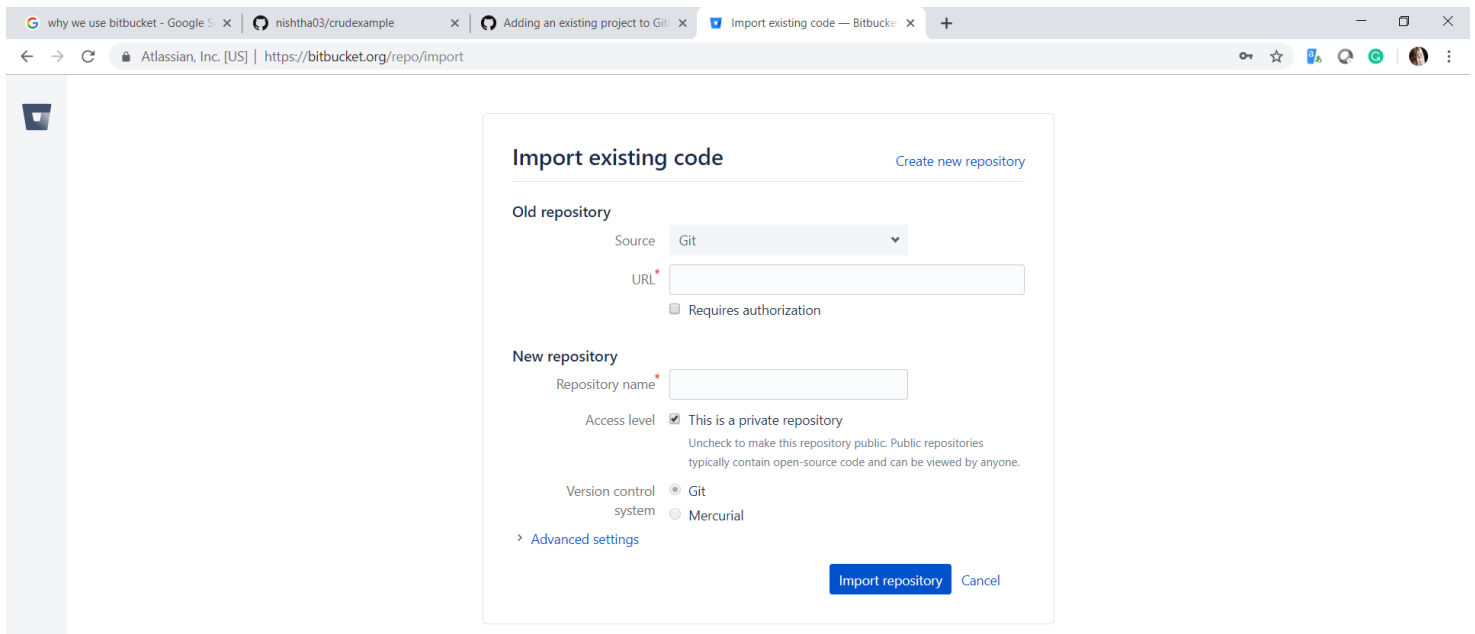 why we use bitbucket - Google S
nishtha03/crudexample
Adding an existing project to Git
Import existing code — Bitbucke
Atlassian, Inc. [US] | https://bitbucket.org/repo/import
Import existing code
Create new repository
Old repository
Source Git
URL*
Requires authorization
New repository
Repository name*
Access level This is a private repository
Uncheck to make this repository public. Public repositories
typically contain open-source code and can be viewed by anyone.
Version control Git
system
Mercurial
Advanced settings
Import repository Cancel